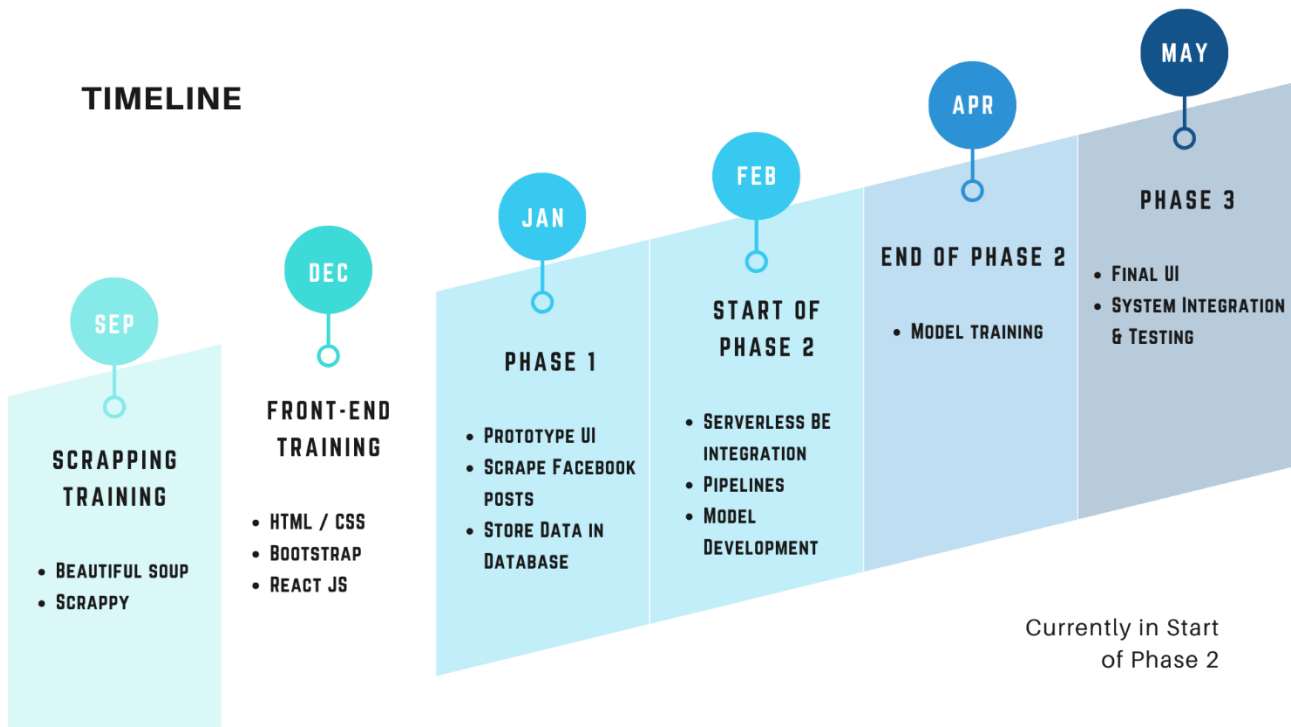 TIMELINE
SEP
SCRAPPING
TRAINING
• BEAUTIFUL SOUP
• SCRAPPY
DEC
FRONT-END
TRAINING
• HTML / CSS
• BOOTSTRAP
• REACT JS
JAN
PHASE 1
• PROTOTYPE UI
• SCRAPE FACEBOOK
POSTS
• STORE DATA IN
DATABASE
FEB
START OF
PHASE 2
• SERVERLESS BE
INTEGRATION
• PIPELINES
• MODEL
DEVELOPMENT
APR
END OF PHASE 2
• MODEL TRAINING
MAY
PHASE 3
• FINAL UI
• SYSTEM INTEGRATION
& TESTING
Currently in Start
of Phase 2